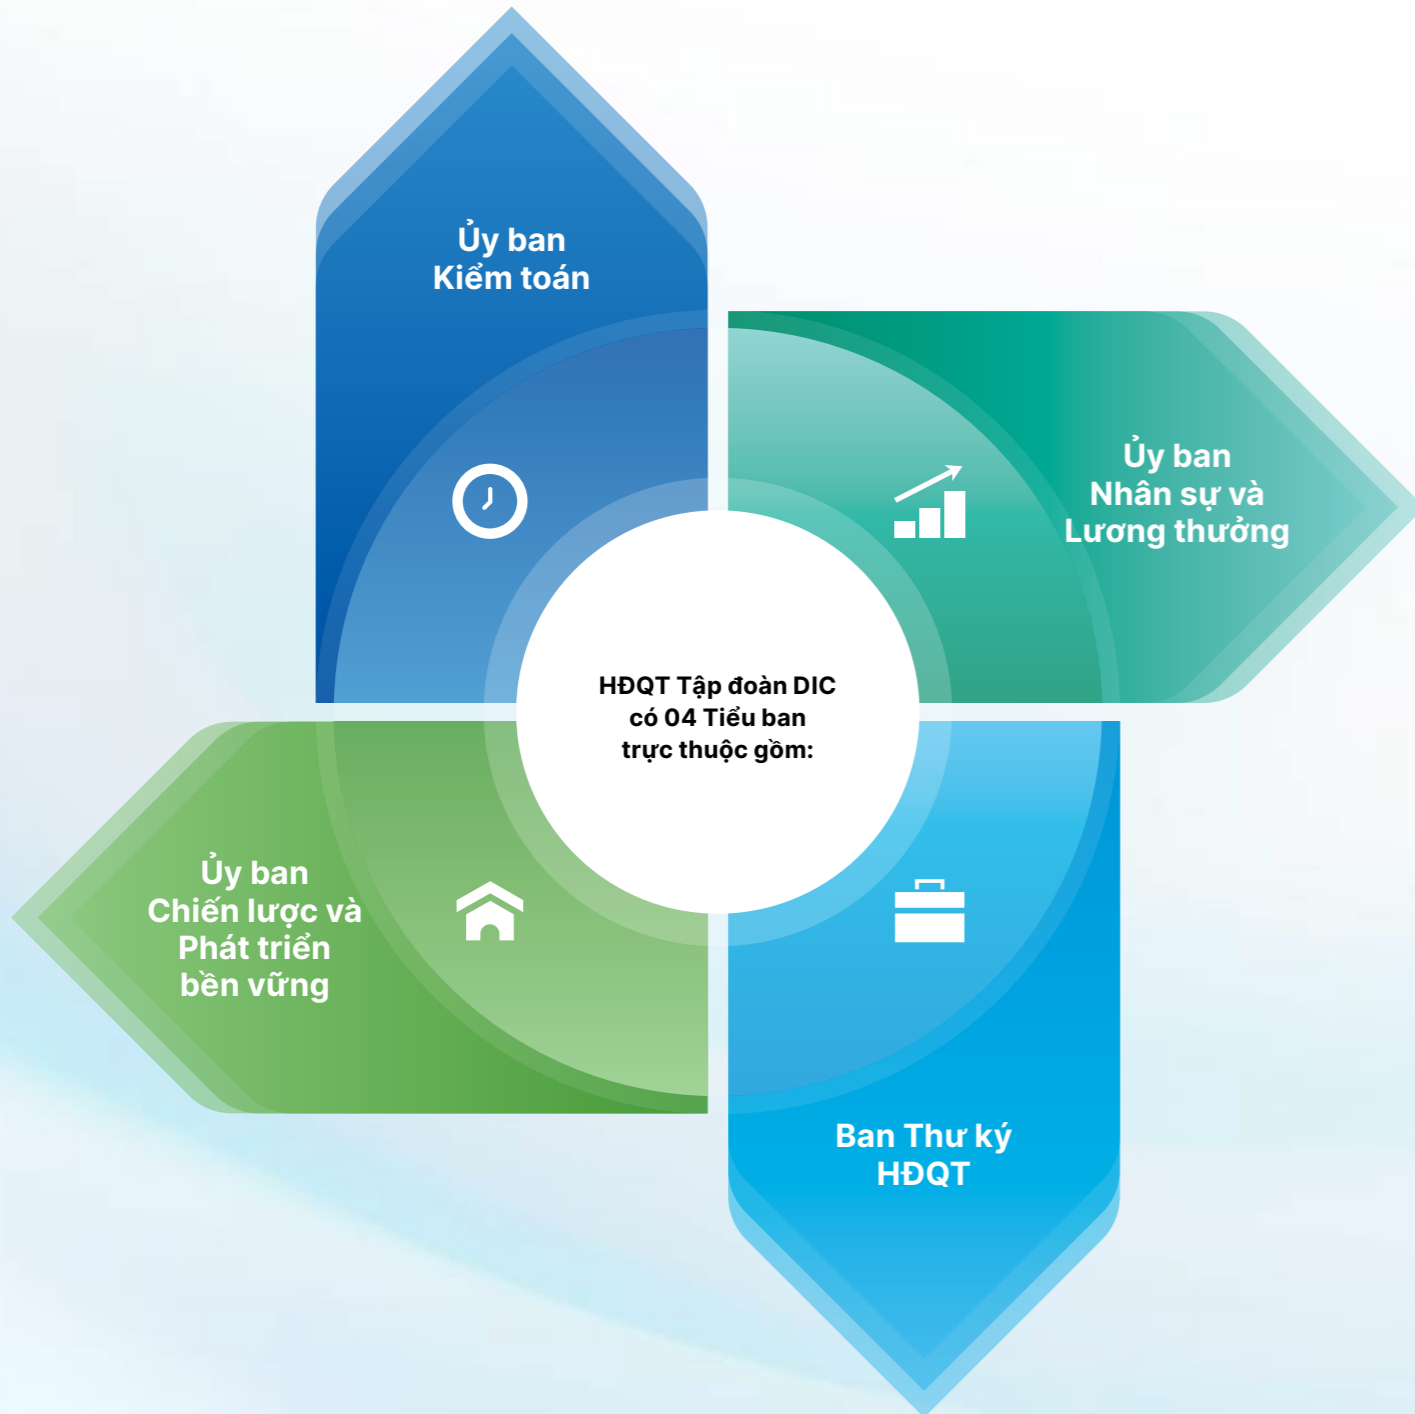 Ủy ban
Kiểm toán
Ủy ban
Nhân sự và
Lương thưởng
HĐQT Tập đoàn DIC
có 04 Tiểu ban
trực thuộc gồm:
Ủy ban
Chiến lược và
Phát triển
bền vững
Ban Thư ký
HĐQT